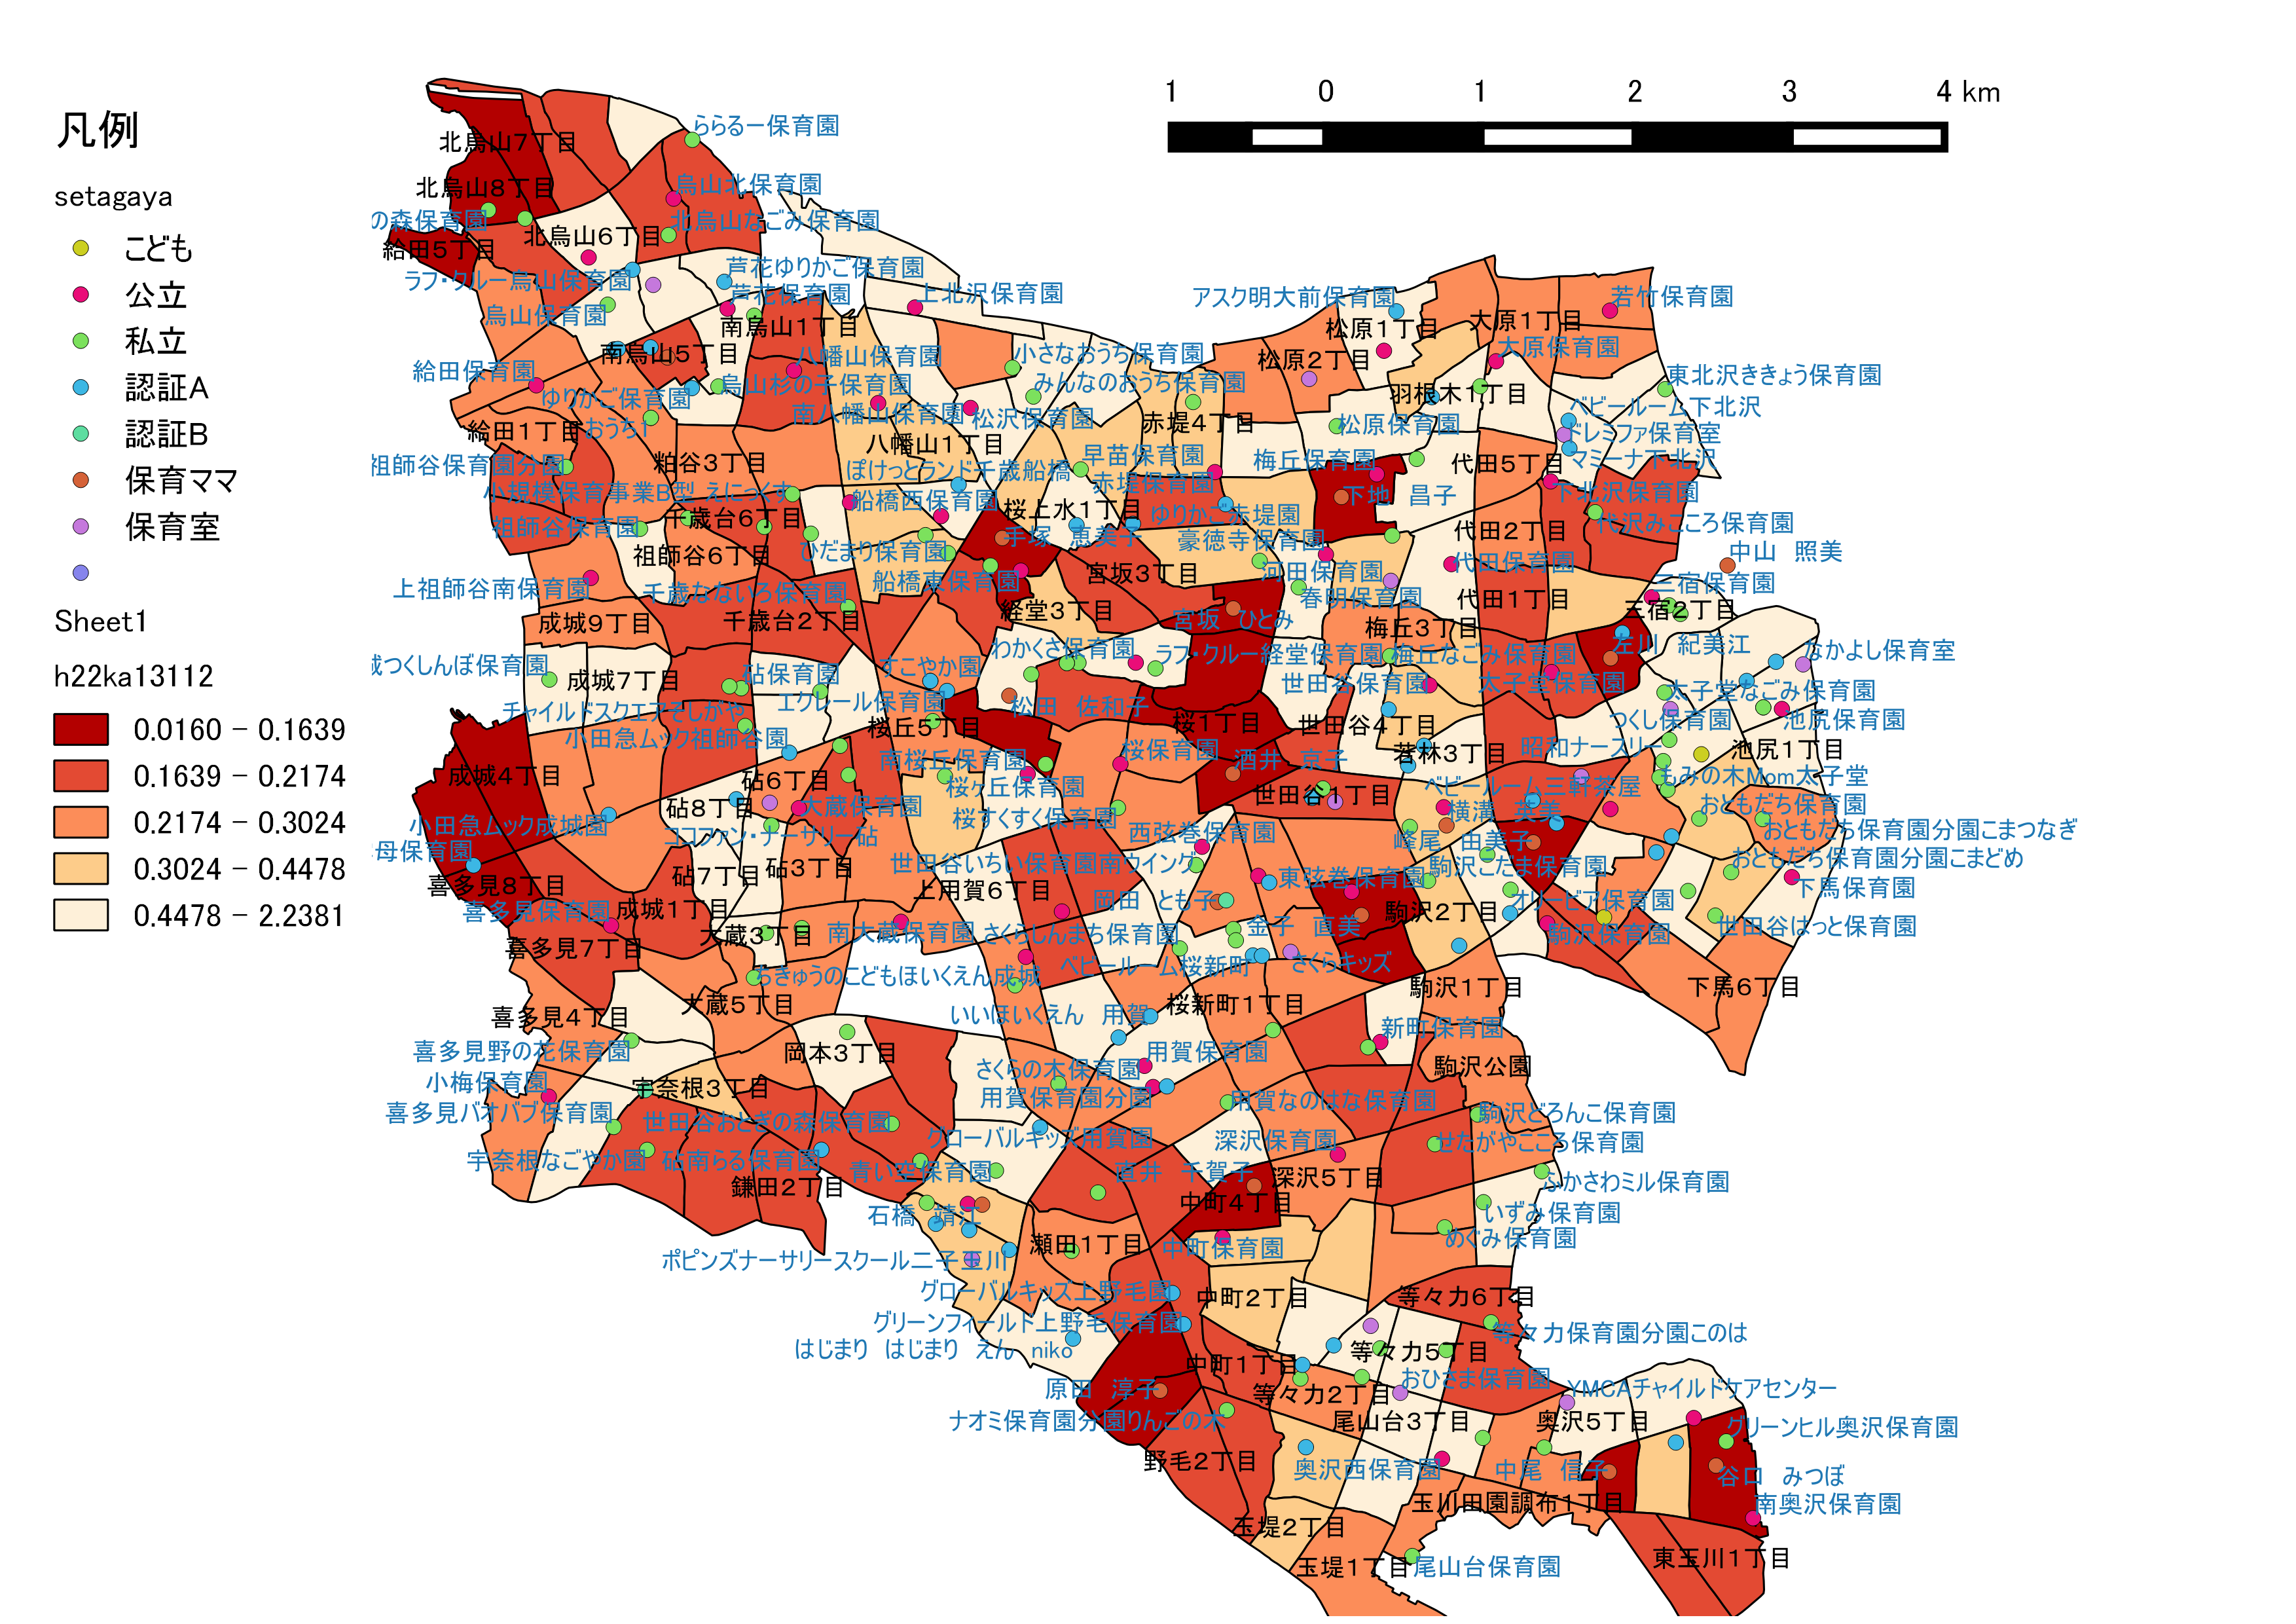 凡例
setagaya
こども
公立
私立
認証A
認証B
保育ママ
保育室
Sheet1
h22ka13112
0.0160 - 0.1639
0.1639 - 0.2174
0.2174 - 0.3024
0.3024 - 0.4478
0.4478 - 2.2381
1 0 1 2 3 4 km
ららるー保育園
北烏山7丁目
烏山北保育園
北烏山8丁目
の森保育園
北烏山なごみ保育園
北烏山6丁目
給田5丁目
芦花ゆりかご保育園
ラフ・クルー烏山保育園
芦花保育園
上北沢保育園
アスク明大前保育園
若竹保育園
烏山保育園
南烏山1丁目
松原1丁目
大原1丁目
南烏山5丁目
八幡山保育園
小さなおうち保育園
松原2丁目
大原保育園
給田保育園
烏山杉の子保育園
みんなのおうち保育園
東北沢ききょう保育園
ゆりかご保育園
羽根木1丁目
ベビールーム下北沢
南八幡山保育園
松沢保育園
赤堤4丁目
松原保育園
ドレミファ保育室
給田1丁目
おうち1
八幡山1丁目
早苗保育園
梅丘保育園
代田5丁目
マミーナ下北沢
祖師谷保育園分園
粕谷3丁目
ぽけっとランド千歳船橋
赤堤保育園
下地 昌子
下北沢保育園
小規模保育事業B型 えにっくす
船橋西保育園
桜上水1丁目
ゆりかご赤堤園
代沢みこころ保育園
祖師谷保育園
千歳台6丁目
手塚 恵美子
豪徳寺保育園
代田2丁目
中山 照美
祖師谷6丁目
ひだまり保育園
宮坂3丁目
河田保育園
代田保育園
三宿保育園
上祖師谷南保育園
千歳なないろ保育園
船橋東保育園
春明保育園
代田1丁目
三宿2丁目
成城9丁目
千歳台2丁目
経堂3丁目
宮坂 ひとみ
梅丘3丁目
左川 紀美江
わかくさ保育園
ラフ・クルー経堂保育園
梅丘なごみ保育園
なかよし保育室
つくしんぼ保育園
成城7丁目
砧保育園
すこやか園
世田谷保育園
太子堂保育園
太子堂なごみ保育園
チャイルドスクエアそしがや
エクレール保育園
松田 佐和子
つくし保育園
池尻保育園
小田急ムック祖師谷園
桜丘5丁目
桜1丁目
世田谷4丁目
若林3丁目
昭和ナースリー
池尻1丁目
成城4丁目
砧6丁目
南桜丘保育園
桜保育園
酒井 京子
桜ヶ丘保育園
世田谷1丁目
ベビールーム三軒茶屋
もみの木Mom太子堂
砧8丁目
大蔵保育園
桜すくすく保育園
横溝 英美
おともだち保育園
小田急ムック成城園
ココファン・ナーサリー砧
西弦巻保育園
峰尾 由美子
おともだち保育園分園こまつなぎ
母保育園
砧7丁目
砧3丁目
世田谷いちい保育園南ウイング
駒沢こだま保育園
おともだち保育園分園こまどめ
喜多見8丁目
上用賀6丁目
岡田 とも子
東弦巻保育園
オリービア保育園
下馬保育園
喜多見保育園
成城1丁目
駒沢2丁目
世田谷はっと保育園
喜多見7丁目
大蔵3丁目
南大蔵保育園
さくらしんまち保育園
金子 直美
駒沢保育園
ちきゅうのこどもほいくえん成城
ベビールーム桜新町
さくらキッズ
喜多見4丁目
大蔵5丁目
いいほいくえん 用賀
桜新町1丁目
駒沢1丁目
下馬6丁目
喜多見野の花保育園
岡本3丁目
用賀保育園
新町保育園
小梅保育園
宇奈根3丁目
さくらの木保育園
駒沢公園
喜多見バオバブ保育園
世田谷おとぎの森保育園
用賀保育園分園
用賀なのはな保育園
駒沢どろんこ保育園
グローバルキッズ用賀園
深沢保育園
せたがやこころ保育園
宇奈根なごやか園
砧南らる保育園
青い空保育園
直井 千賀子
深沢5丁目
ふかさわミル保育園
鎌田2丁目
石橋 靖江
中町4丁目
いずみ保育園
瀬田1丁目
中町保育園
めぐみ保育園
ポピンズナーサリースクール二子玉川
グローバルキッズ上野毛園
中町2丁目
等々力6丁目
グリーンフィールド上野毛保育園
等々力保育園分園このは
はじまり はじまり えん niko
中町1丁目
等々力5丁目
原田 淳子
等々力2丁目
おひさま保育園
YMCAチャイルドケアセンター
ナオミ保育園分園りんごの木
尾山台3丁目
奥沢5丁目
グリーンヒル奥沢保育園
野毛2丁目
奥沢西保育園
中尾 信子
谷口 みつぼ
玉川田園調布1丁目
南奥沢保育園
玉堤2丁目
玉堤1丁目
尾山台保育園
東玉川1丁目